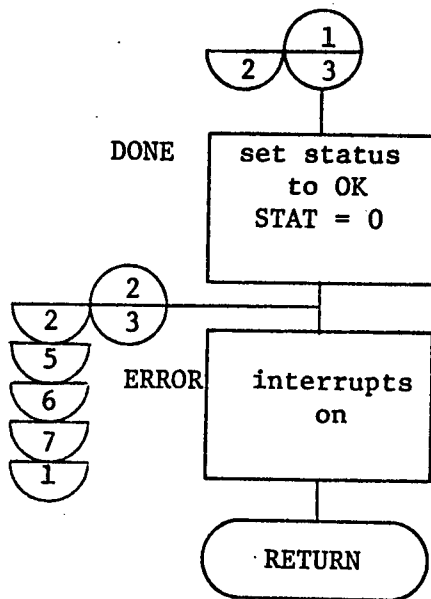 1
2 3
DONE set status
to OK
STAT = 0
2
2 3
5
ERROR interrupts
6
on
7
1
RETURN